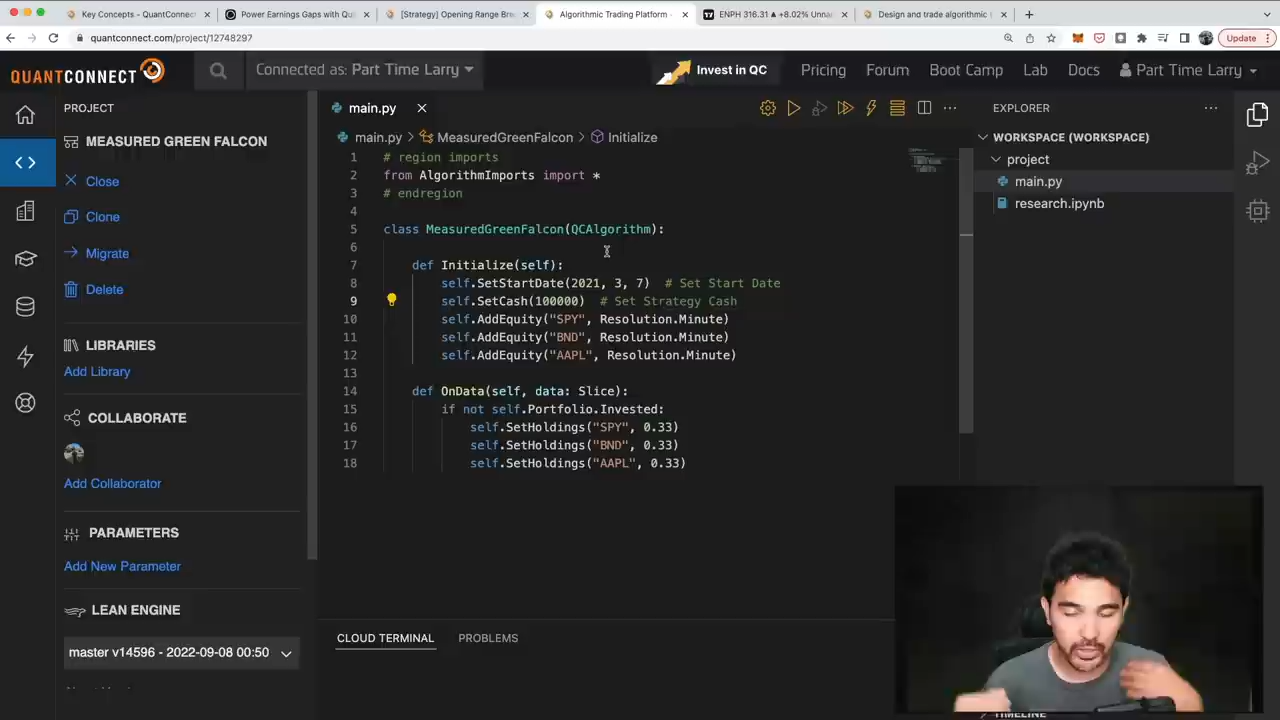 Key Concepts - QuantConnect
Power Earnings Gaps with Qu
[Strategy] Opening Range Bre
Algorithmic Trading Platform -
ENPH 316.31 ▲ +8.02% Unna
Design and trade algorithmic
quantconnect.com/project/12748297
Update
QUANTCONNECT
Connected as: Part Time Larry
Invest in QC
Pricing
Forum
Boot Camp
Lab
Docs
Part Time Larry
PROJECT
MEASURED GREEN FALCON
Close
Clone
Migrate
Delete
LIBRARIES
Add Library
COLLABORATE
Add Collaborator
PARAMETERS
Add New Parameter
LEAN ENGINE
master v14596 - 2022-09-08 00:50
main.py
main.py > MeasuredGreenFalcon > Initialize
1 # region imports
2 from AlgorithmImports import *
3 # endregion
4
5 class MeasuredGreenFalcon(QCAlgorithm):
6
7 def Initialize(self):
8 self.SetStartDate(2021, 3, 7) # Set Start Date
9 self.SetCash(100000) # Set Strategy Cash
10 self.AddEquity("SPY", Resolution.Minute)
11 self.AddEquity("BND", Resolution.Minute)
12 self.AddEquity("AAPL", Resolution.Minute)
13
14 def OnData(self, data: Slice):
15 if not self.Portfolio.Invested:
16 self.SetHoldings("SPY", 0.33)
17 self.SetHoldings("BND", 0.33)
18 self.SetHoldings("AAPL", 0.33)
CLOUD TERMINAL
PROBLEMS
EXPLORER
WORKSPACE (WORKSPACE)
project
main.py
research.ipynb
TIMELINE